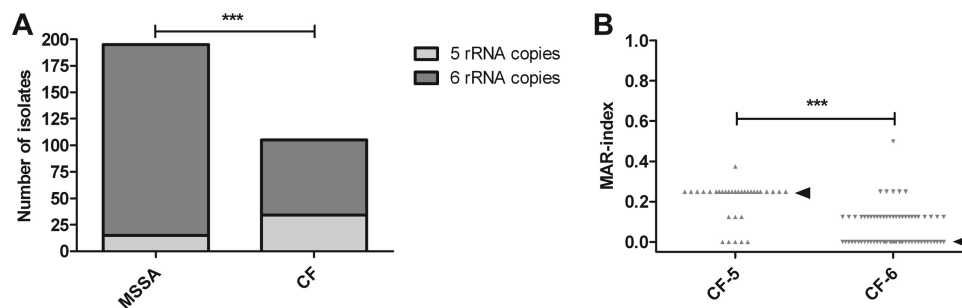 A
***
5 rRNA copies
6 rRNA copies
Number of isolates
200
175
150
125
100
75
50
25
0
MSSA
CF
B
***
MAR-index
1.0
0.8
0.6
0.4
0.2
0.0
CF-5
CF-6